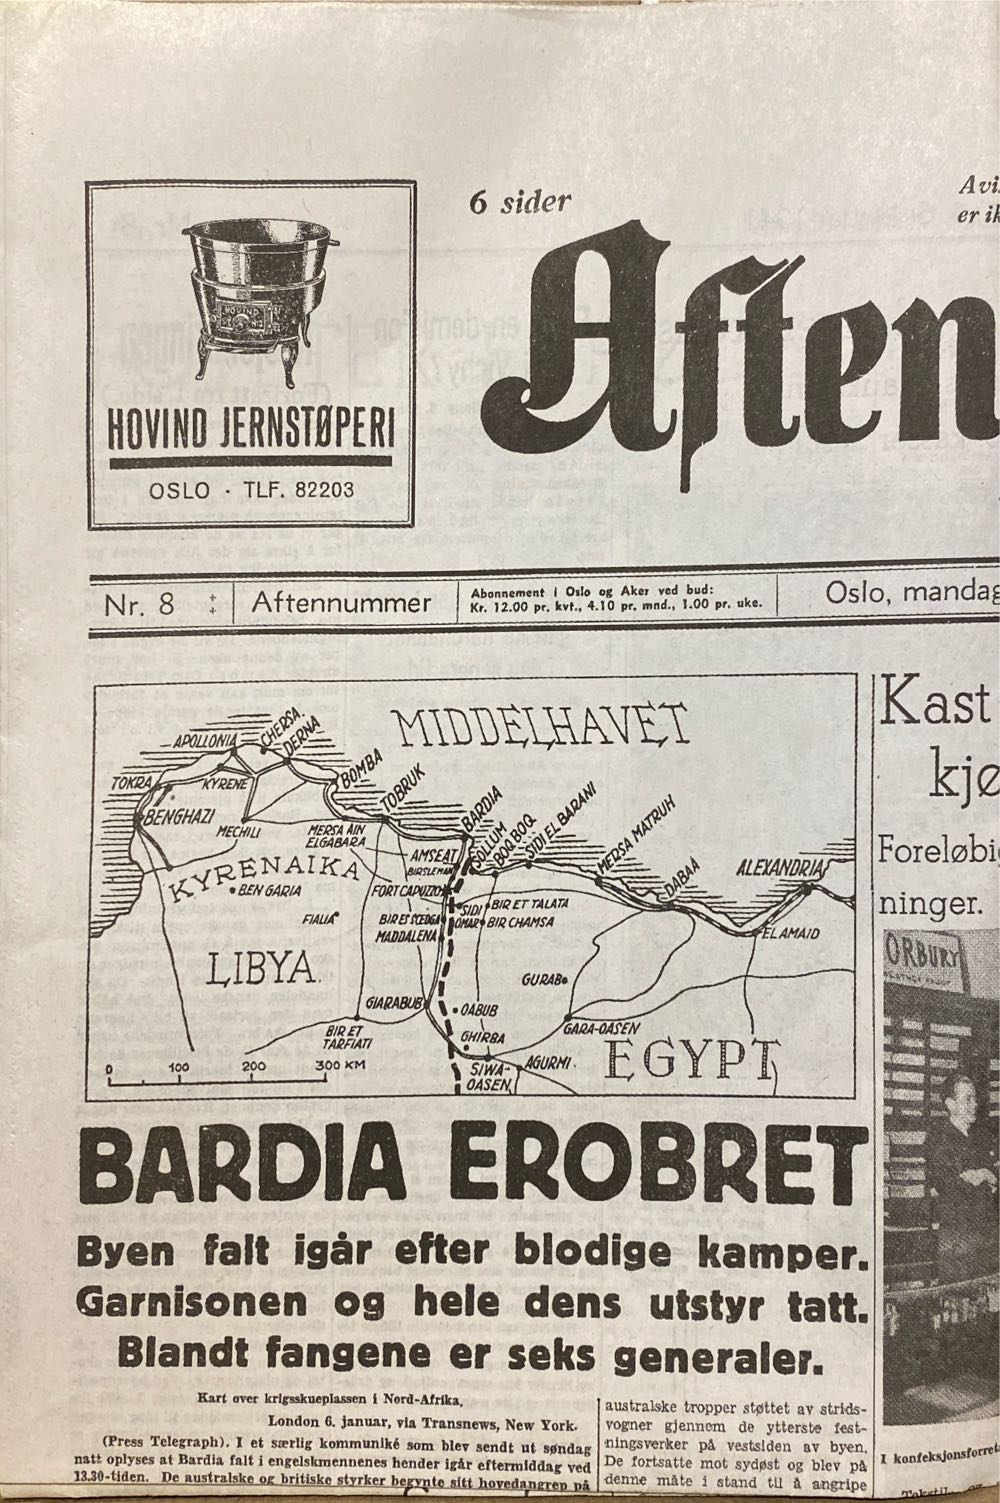 6 sider
Avi
er ik
HOVIND
HOVIND JERNSTØPERI
OSLO · TLF. 82203
Aften
Nr. 8
Aftennummer
Abonnement i Oslo og Aker ved bud:
Kr. 12.00 pr. kvt., 4.10 pr. mnd., 1.00 pr. uke.
Oslo, mandag
MIDDELHAVET
APOLLONIA
CHERSA
DERNA
TOKRA
KYRENE
BOMBA
TOBRUK
BENGHAZI
MECHILI
MERSA AIN
ELGABARA
BARDIA
SOLLUM
BOQ BOQ
SIDI EL BARANI
MERSA MATRUH
AMSEAT
DABAA
ALEXANDRIA
KYRENAIKA
BEN GARIA
FORT CAPUZZO
SIDI
OMAR
BIR ET TALATA
BIR CHAMSA
FIALIA
MADDALENA
EL AMAID
LIBYA
GURAB
GIARABUB
OABUB
BIR ET
TARFIATI
GHIRBA
GARA-OASEN
EGYPT
SIWA-
OASEN
AGURMI
0 100 200 300 KM
BARDIA EROBRET
Byen falt igår efter blodige kamper.
Garnisonen og hele dens utstyr tatt.
Blandt fangene er seks generaler.
Kart over krigsskueplassen i Nord-Afrika,
London 6. januar, via Transnews, New York.
(Press Telegraph). I et særlig kommuniké som blev sendt ut søndag
natt oplyses at Bardia falt i engelskmennenes hender igår eftermiddag ved
13.30-tiden. De australske og britiske styrker begynte sitt hovedangrep på
australske tropper støttet av strids-
vogner gjennem de ytterste fest-
ningsverker på vestsiden av byen.
De fortsatte mot sydøst og blev på
denne måte i stand til å angripe
Kast
kjø
Foreløbi
ninger.
ORBURY
I konfeksjonsforret